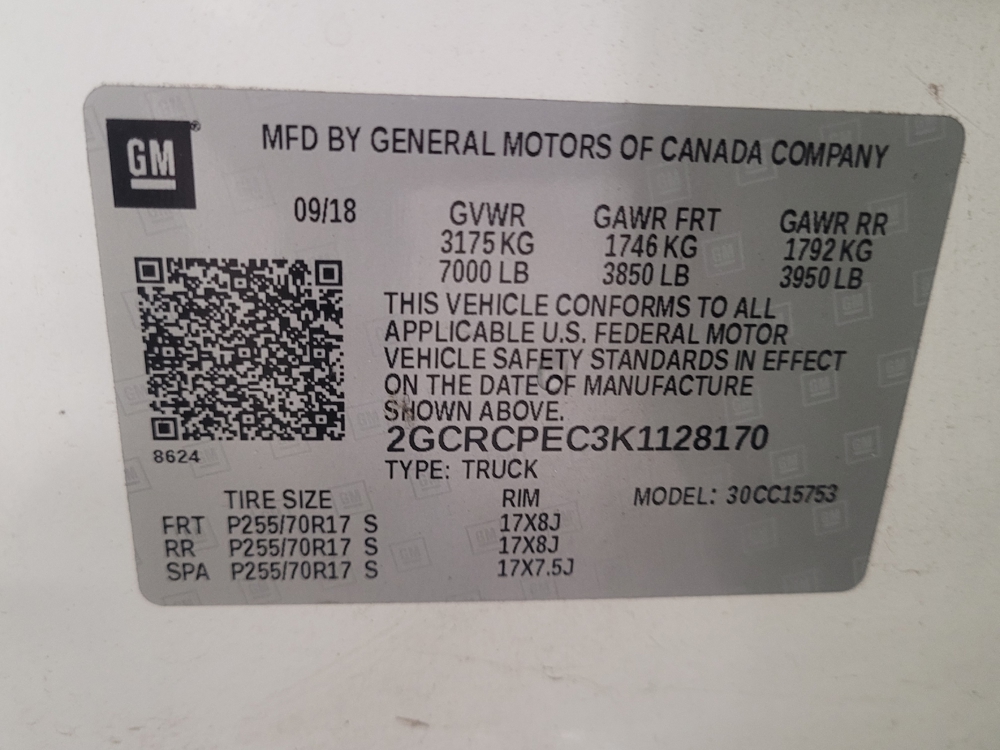 GM
MFD BY GENERAL MOTORS OF CANADA COMPANY
09/18 GVWR GAWR FRT GAWR RR
3175 KG 1746 KG 1792 KG
7000 LB 3850 LB 3950 LB
THIS VEHICLE CONFORMS TO ALL
APPLICABLE U.S. FEDERAL MOTOR
VEHICLE SAFETY STANDARDS IN EFFECT
ON THE DATE OF MANUFACTURE
SHOWN ABOVE.
2GCRCPEC3K1128170
8624
TYPE: TRUCK
TIRE SIZE RIM MODEL: 30CC15753
FRT P255/70R17 S 17X8J
RR P255/70R17 S 17X8J
SPA P255/70R17 S 17X7.5J